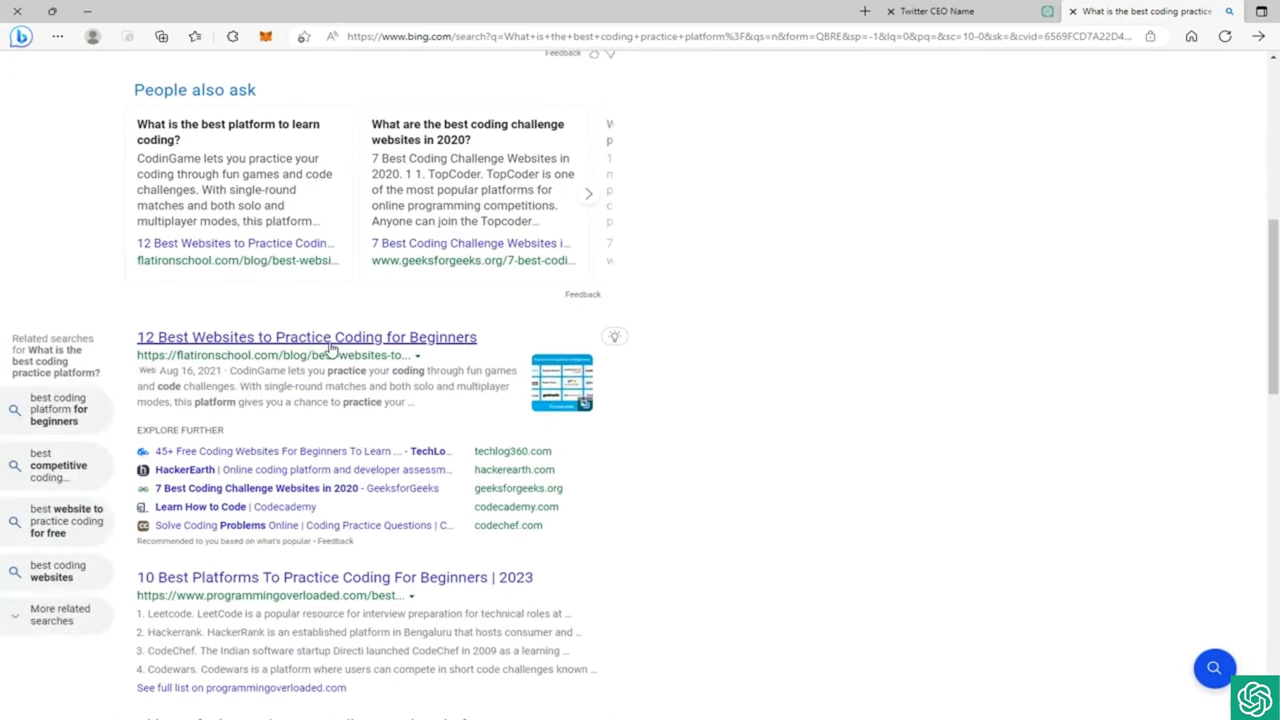 Twitter CEO Name
What is the best coding practice
https://www.bing.com/search?q=What+is+the+best+coding+practice+platform%3F&qs=n&form=QBRE&sp=-1&lq=0&pq=&sc=10-0&sk=&cvid=6569FCD7A22D4...
Feedback
People also ask
What is the best platform to learn
coding?
CodinGame lets you practice your
coding through fun games and code
challenges. With single-round
matches and both solo and
multiplayer modes, this platform...
12 Best Websites to Practice Codin...
flatironschool.com/blog/best-websi...
What are the best coding challenge
websites in 2020?
7 Best Coding Challenge Websites in
2020. 1 1. TopCoder. TopCoder is one
of the most popular platforms for
online programming competitions.
Anyone can join the Topcoder...
7 Best Coding Challenge Websites i...
www.geeksforgeeks.org/7-best-codi...
Feedback
Related searches
for What is the
best coding
practice platform?
best coding
platform for
beginners
best
competitive
coding...
best website to
practice coding
for free
best coding
websites
More related
searches
12 Best Websites to Practice Coding for Beginners
https://flatironschool.com/blog/best-websites-to...
Web Aug 16, 2021 · CodinGame lets you practice your coding through fun games
and code challenges. With single-round matches and both solo and multiplayer
modes, this platform gives you a chance to practice your ...
EXPLORE FURTHER
45+ Free Coding Websites For Beginners To Learn ... - TechLo... techlog360.com
HackerEarth | Online coding platform and developer assessm... hackerearth.com
7 Best Coding Challenge Websites in 2020 - GeeksforGeeks geeksforgeeks.org
Learn How to Code | Codecademy codecademy.com
Solve Coding Problems Online | Coding Practice Questions | C... codechef.com
Recommended to you based on what's popular • Feedback
10 Best Platforms To Practice Coding For Beginners | 2023
https://www.programmingoverloaded.com/best...
1. Leetcode. LeetCode is a popular resource for interview preparation for technical roles at ...
2. Hackerrank. HackerRank is an established platform in Bengaluru that hosts consumer and ...
3. CodeChef. The Indian software startup Directi launched CodeChef in 2009 as a learning ...
4. Codewars. Codewars is a platform where users can compete in short code challenges known ...
See full list on programmingoverloaded.com